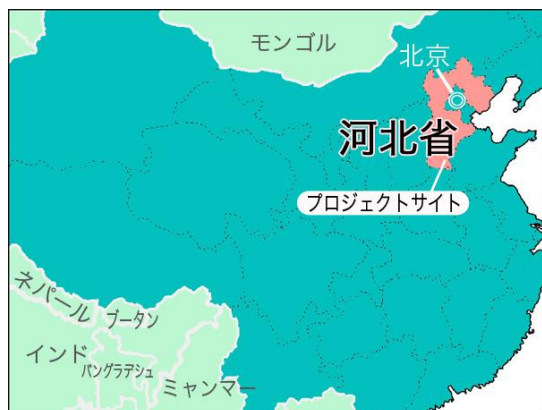 モンゴル
北京
河北省
プロジェクトサイト
ネパール
ブータン
インド
バングラデシュ
ミャンマー